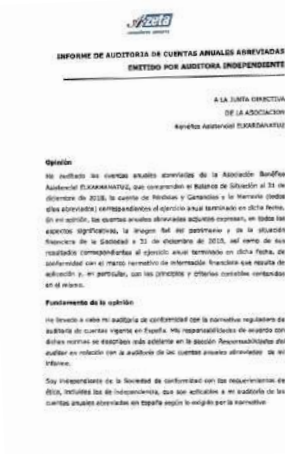 Azeta
INFORME DE AUDITORIA DE CUENTAS ANUALES ABREVIADAS
EMITIDO POR AUDITORA INDEPENDIENTE
A LA JUNTA DIRECTIVA
DE LA ASOCIACION
Benéfico Asistencial ELKARDANATUZ
Opinión
He auditado las cuentas anuales abreviadas de la Asociación Benéfico
Asistencial que comprenden el Balance de Situación al 31 de
diciembre de 2018, la cuenta de Pérdidas y Ganancias y la Memoria (todos
ellos abreviados) correspondientes al ejercicio anual terminado en dicha fecha.
En mi opinión, las cuentas anuales abreviadas adjuntas expresan, en todos los
aspectos significativos, la imagen fiel del patrimonio y de la situación
financiera de la Sociedad a 31 de diciembre de 2018, así como de sus
resultados correspondientes al ejercicio anual terminado en dicha fecha, de
conformidad con el marco normativo de información financiera que resulta de
aplicación y, en particular, con los principios y criterios contables contenidos
en el mismo.
Fundamento de la opinión
He llevado a cabo mi auditoría de conformidad con la normativa reguladora de
auditoría de cuentas vigente en España. Mis responsabilidades de acuerdo con
dichas normas se describen más adelante en la sección Responsabilidades del
auditor en relación con la auditoría de las cuentas anuales abreviadas de mi
informe.
Soy independiente de la Sociedad de conformidad con los requerimientos de
ética, incluidos los de independencia, que son aplicables a mi auditoría de las
cuentas anuales abreviadas en España según lo exigido por la normativa